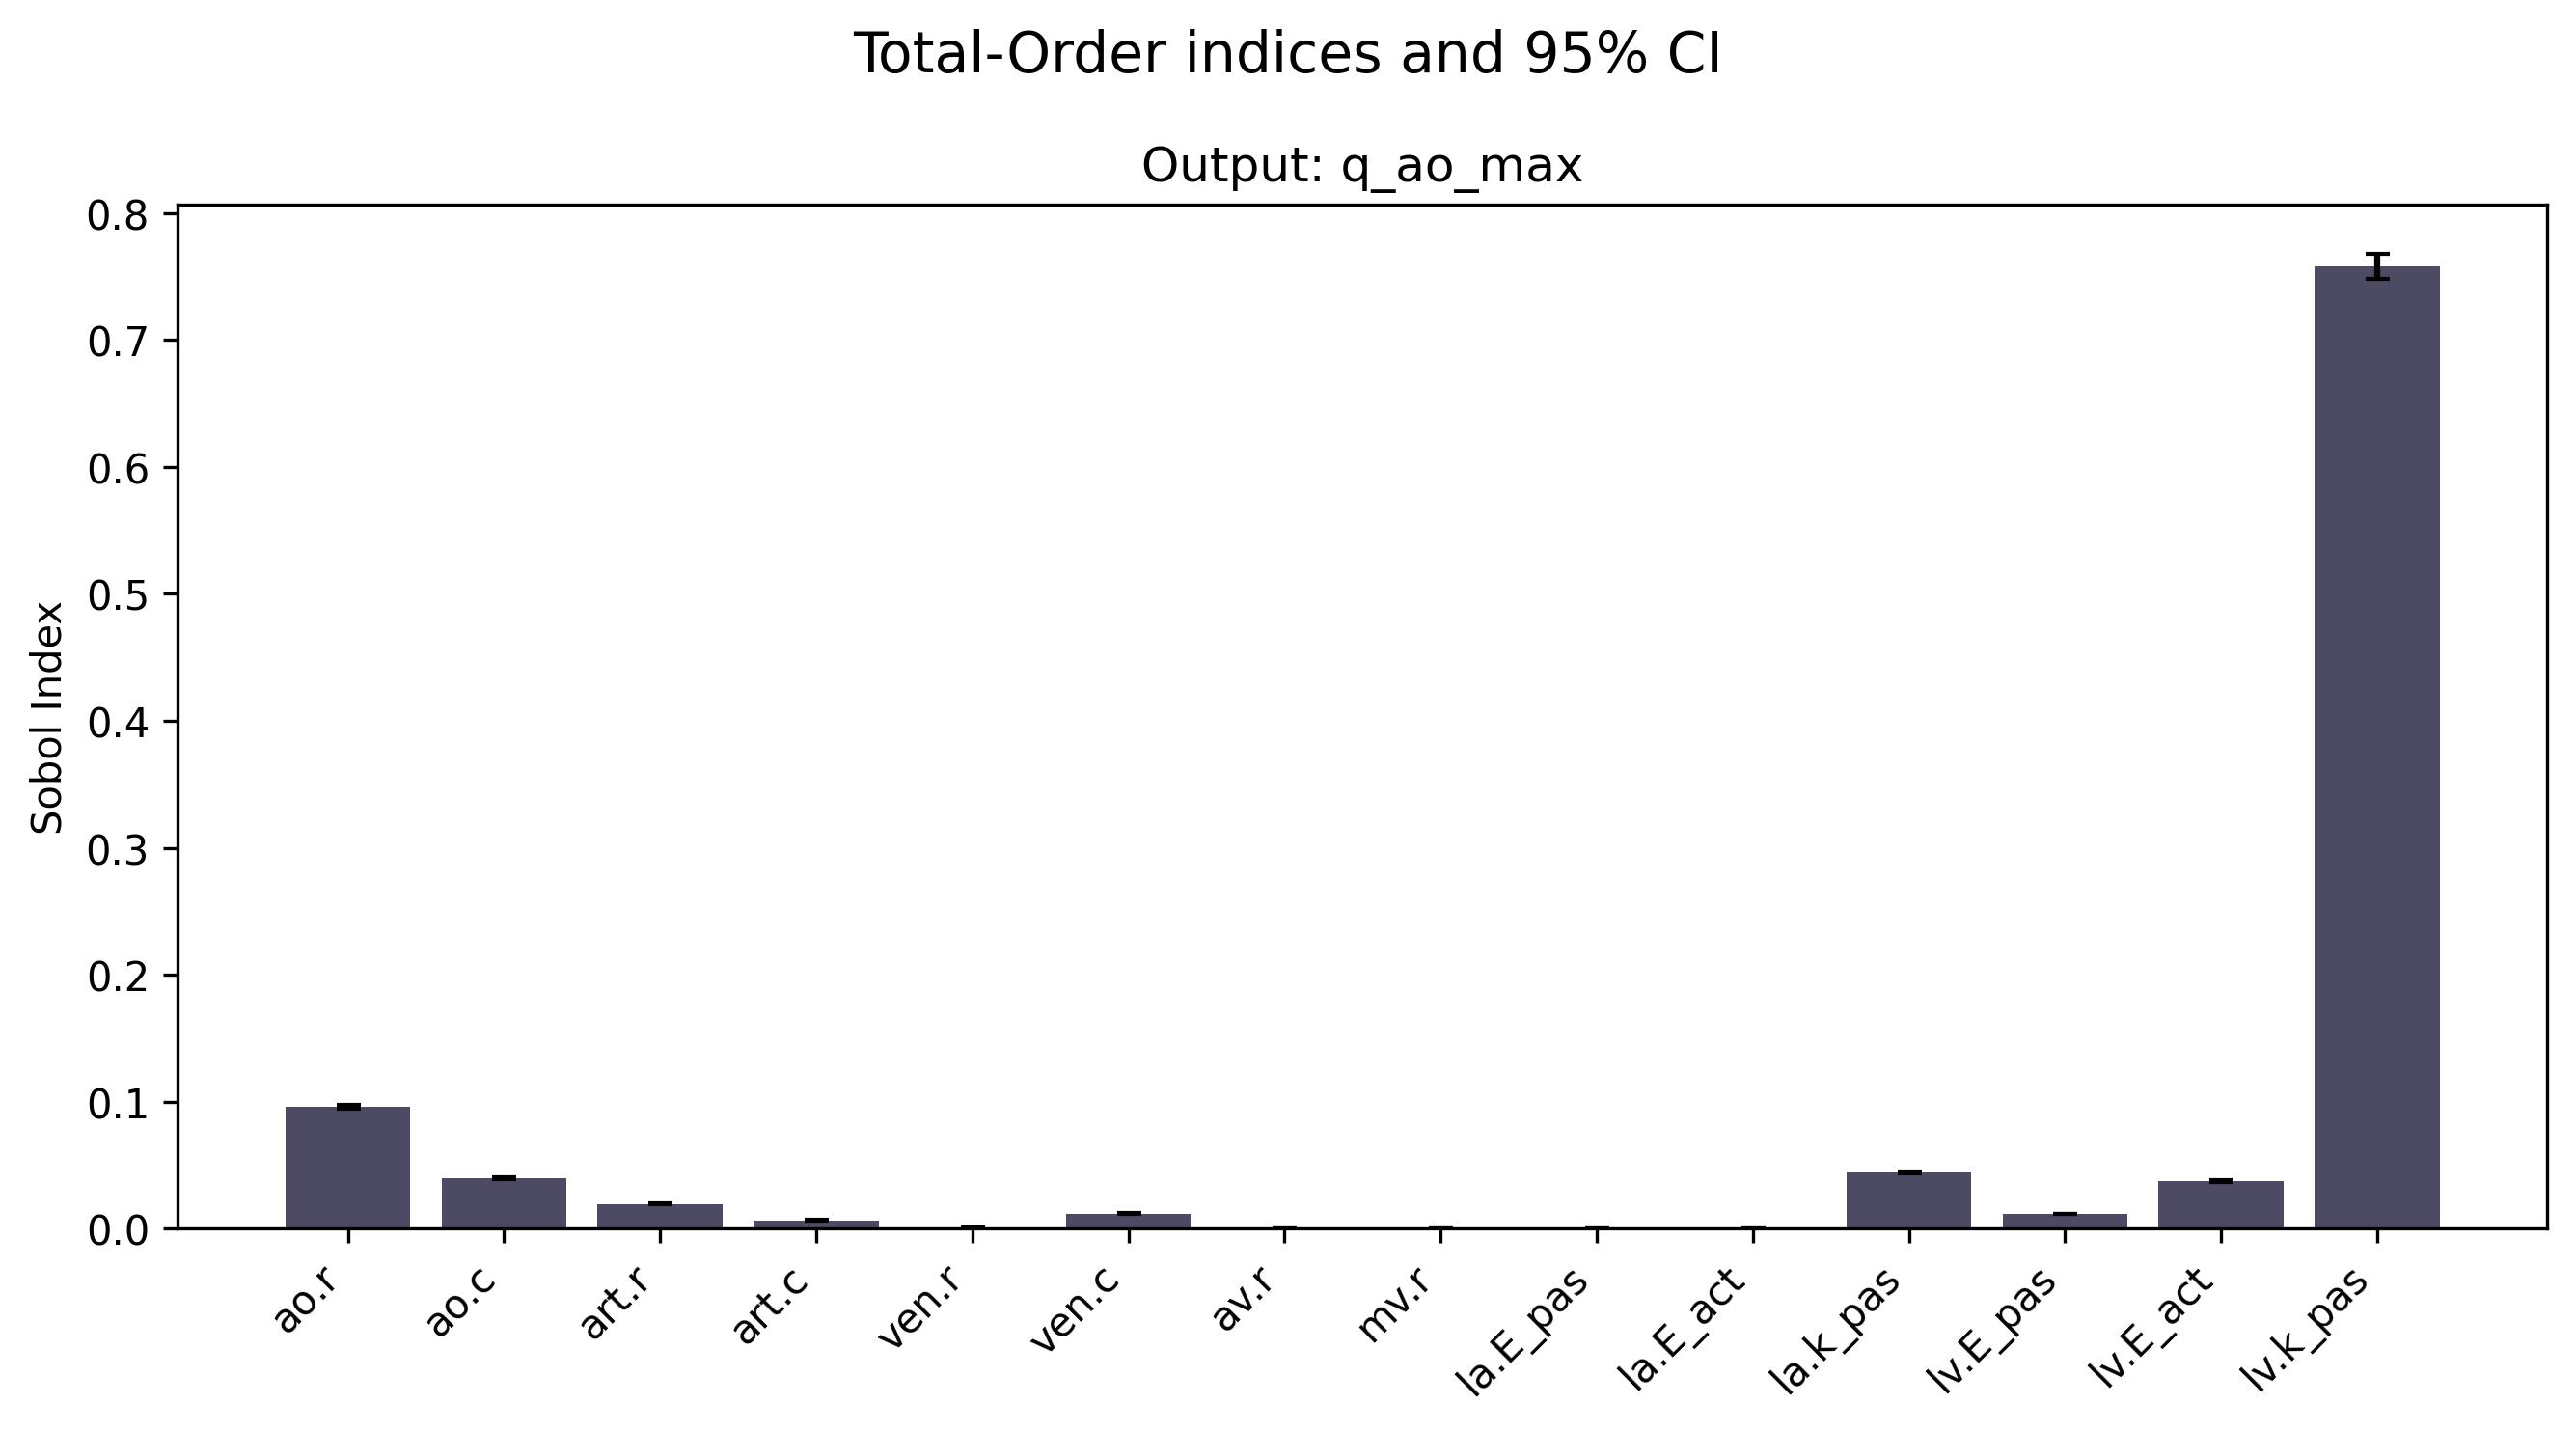 Total-Order indices and 95% CI
Output: q_ao_max
Sobol Index
0.8
0.7
0.6
0.5
0.4
0.3
0.2
0.1
0.0
ao.r
ao.c
art.r
art.c
ven.r
ven.c
av.r
mv.r
la.E_pas
la.E_act
la.k_pas
lv.E_pas
lv.E_act
lv.k_pas